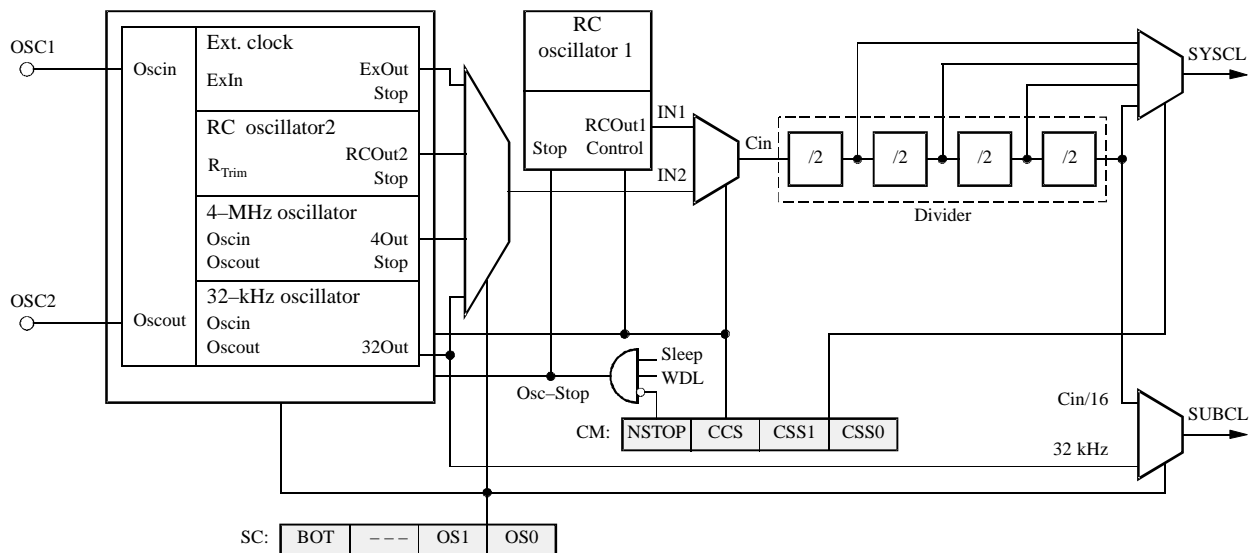 OSC1
OSC2
Oscin
Oscout
Ext. clock
ExIn
ExOut
Stop
RC oscillator2
RTrim
RCOut2
Stop
4–MHz oscillator
Oscin
Oscout
4Out
Stop
32–kHz oscillator
Oscin
Oscout
32Out
RC
oscillator 1
RCOut1
Stop
Control
IN1
IN2
Cin
/2
/2
/2
/2
Divider
SYSCL
Sleep
WDL
Osc–Stop
CM:
NSTOP
CCS
CSS1
CSS0
Cin/16
32 kHz
SUBCL
SC:
BOT
– – –
OS1
OS0